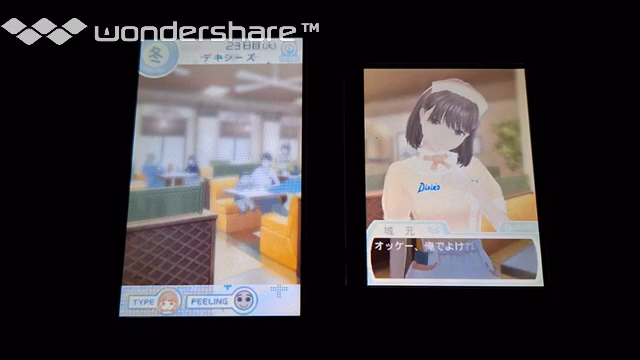 wondershare™
冬
23日目(火)
デキシーズ
Dixie's
城元
オッケー、俺でよけれ
TYPE
FEELING